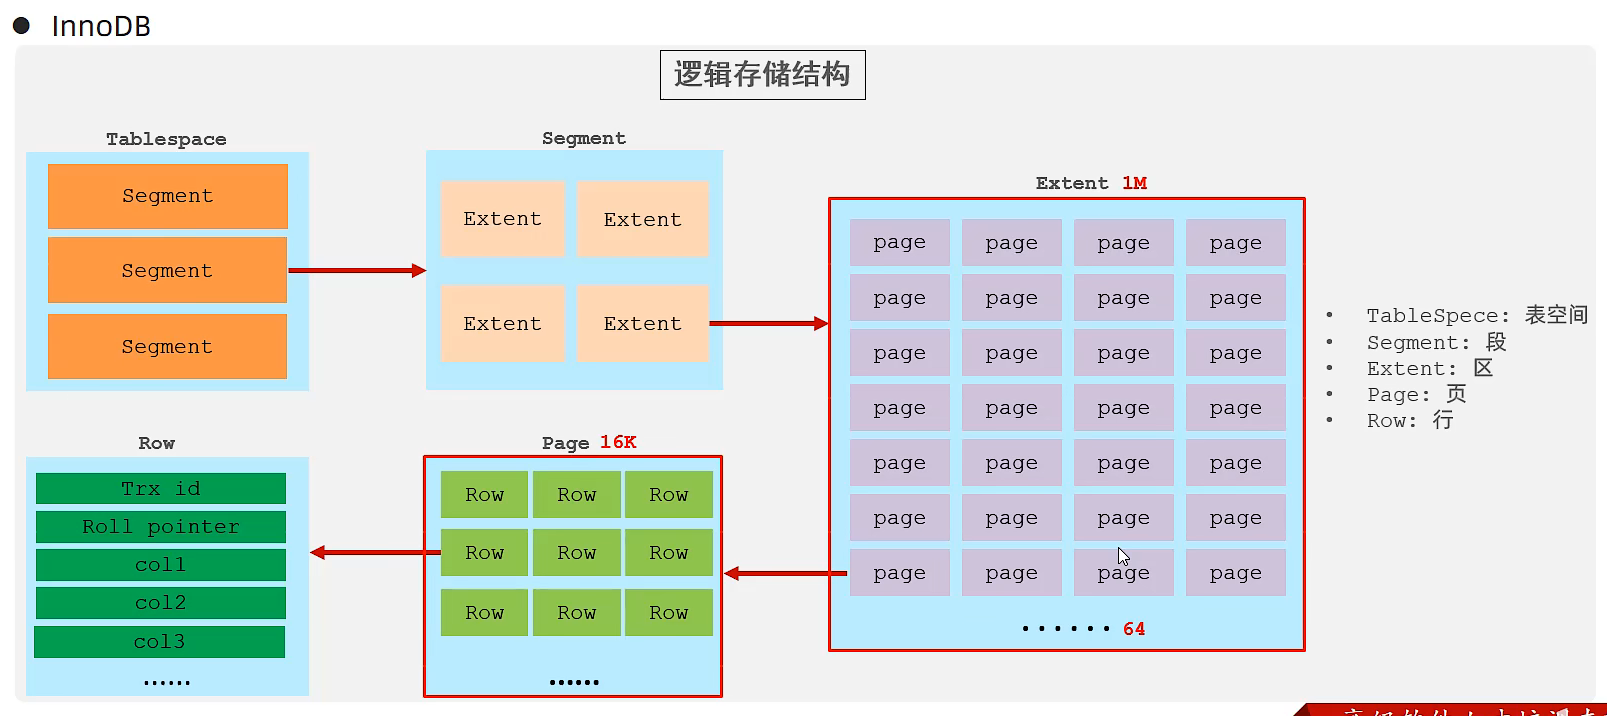 ● InnoDB
逻辑存储结构
Tablespace
Segment
Segment
Segment
Segment
Extent Extent
Extent Extent
Extent 1M
page page page page
page page page page
page page page page
page page page page
page page page page
page page page page
page page page page
······ 64
• TableSpece: 表空间
• Segment: 段
• Extent: 区
• Page: 页
• Row: 行
Page 16K
Row Row Row
Row Row Row
Row Row Row
······
Row
Trx id
Roll pointer
col1
col2
col3
······